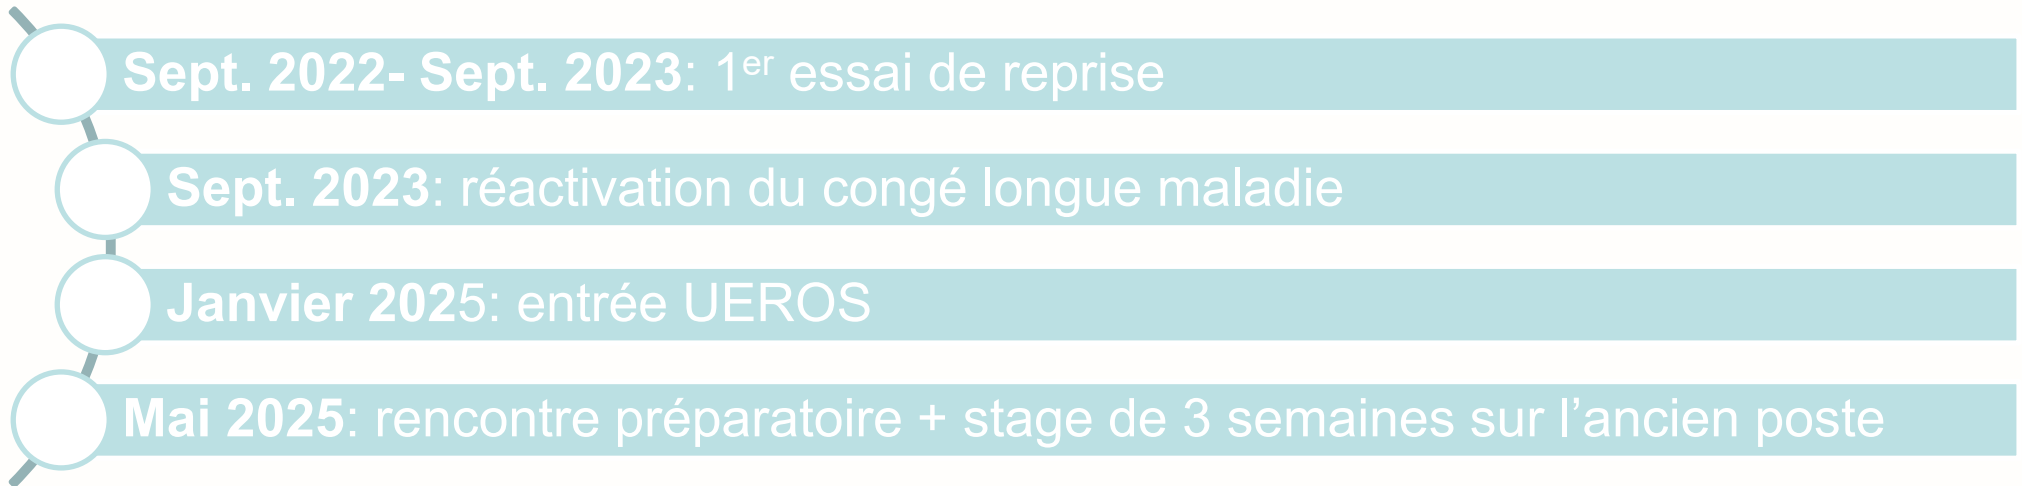 Sept. 2022- Sept. 2023: 1er essai de reprise
Sept. 2023: réactivation du congé longue maladie
Janvier 2025: entrée UEROS
Mai 2025: rencontre préparatoire + stage de 3 semaines sur l’ancien poste